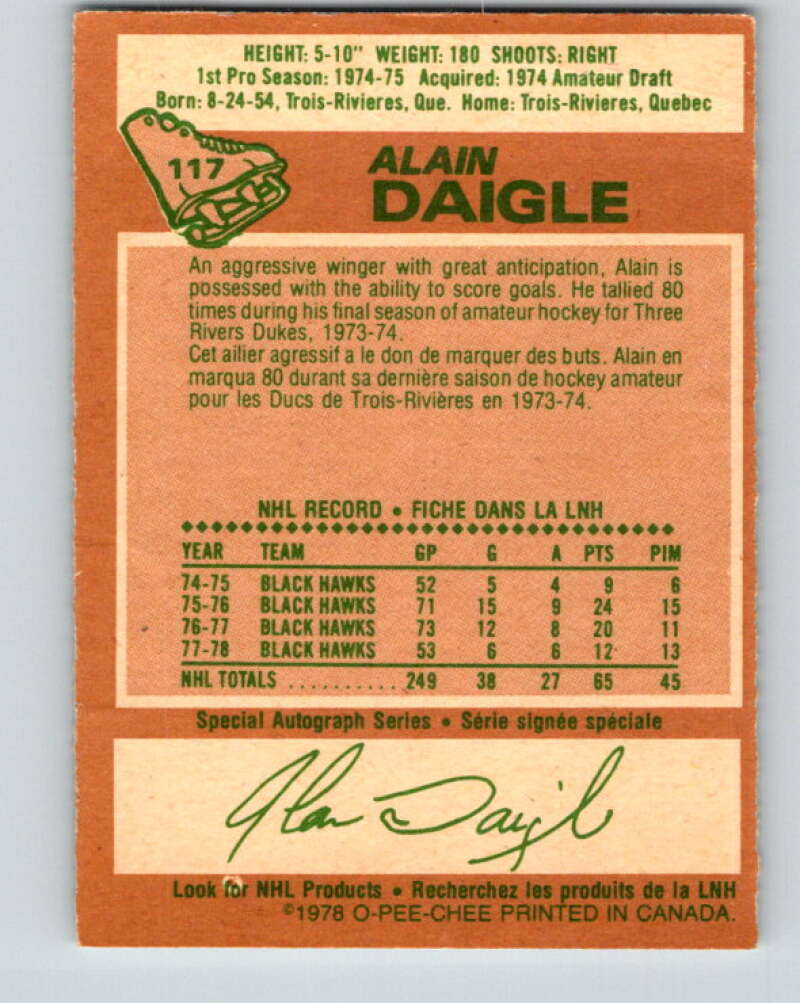 HEIGHT: 5-10" WEIGHT: 180 SHOOTS: RIGHT
1st Pro Season: 1974-75 Acquired: 1974 Amateur Draft
Born: 8-24-54, Trois-Rivieres, Que. Home: Trois-Rivieres, Quebec
117
ALAIN
DAIGLE
An aggressive winger with great anticipation, Alain is
possessed with the ability to score goals. He tallied 80
times during his final season of amateur hockey for Three
Rivers Dukes, 1973-74.
Cet ailier agressif a le don de marquer des buts. Alain en
marqua 80 durant sa dernière saison de hockey amateur
pour les Ducs de Trois-Rivières en 1973-74.
NHL RECORD • FICHE DANS LA LNH
YEAR TEAM GP G A PTS PIM
74-75 BLACK HAWKS 52 5 4 9 6
75-76 BLACK HAWKS 71 15 9 24 15
76-77 BLACK HAWKS 73 12 8 20 11
77-78 BLACK HAWKS 53 6 6 12 13
NHL TOTALS ........... 249 38 27 65 45
Special Autograph Series • Série signée spéciale
Alain Daigle
Look for NHL Products • Recherchez les produits de la LNH
©1978 O-PEE-CHEE PRINTED IN CANADA.